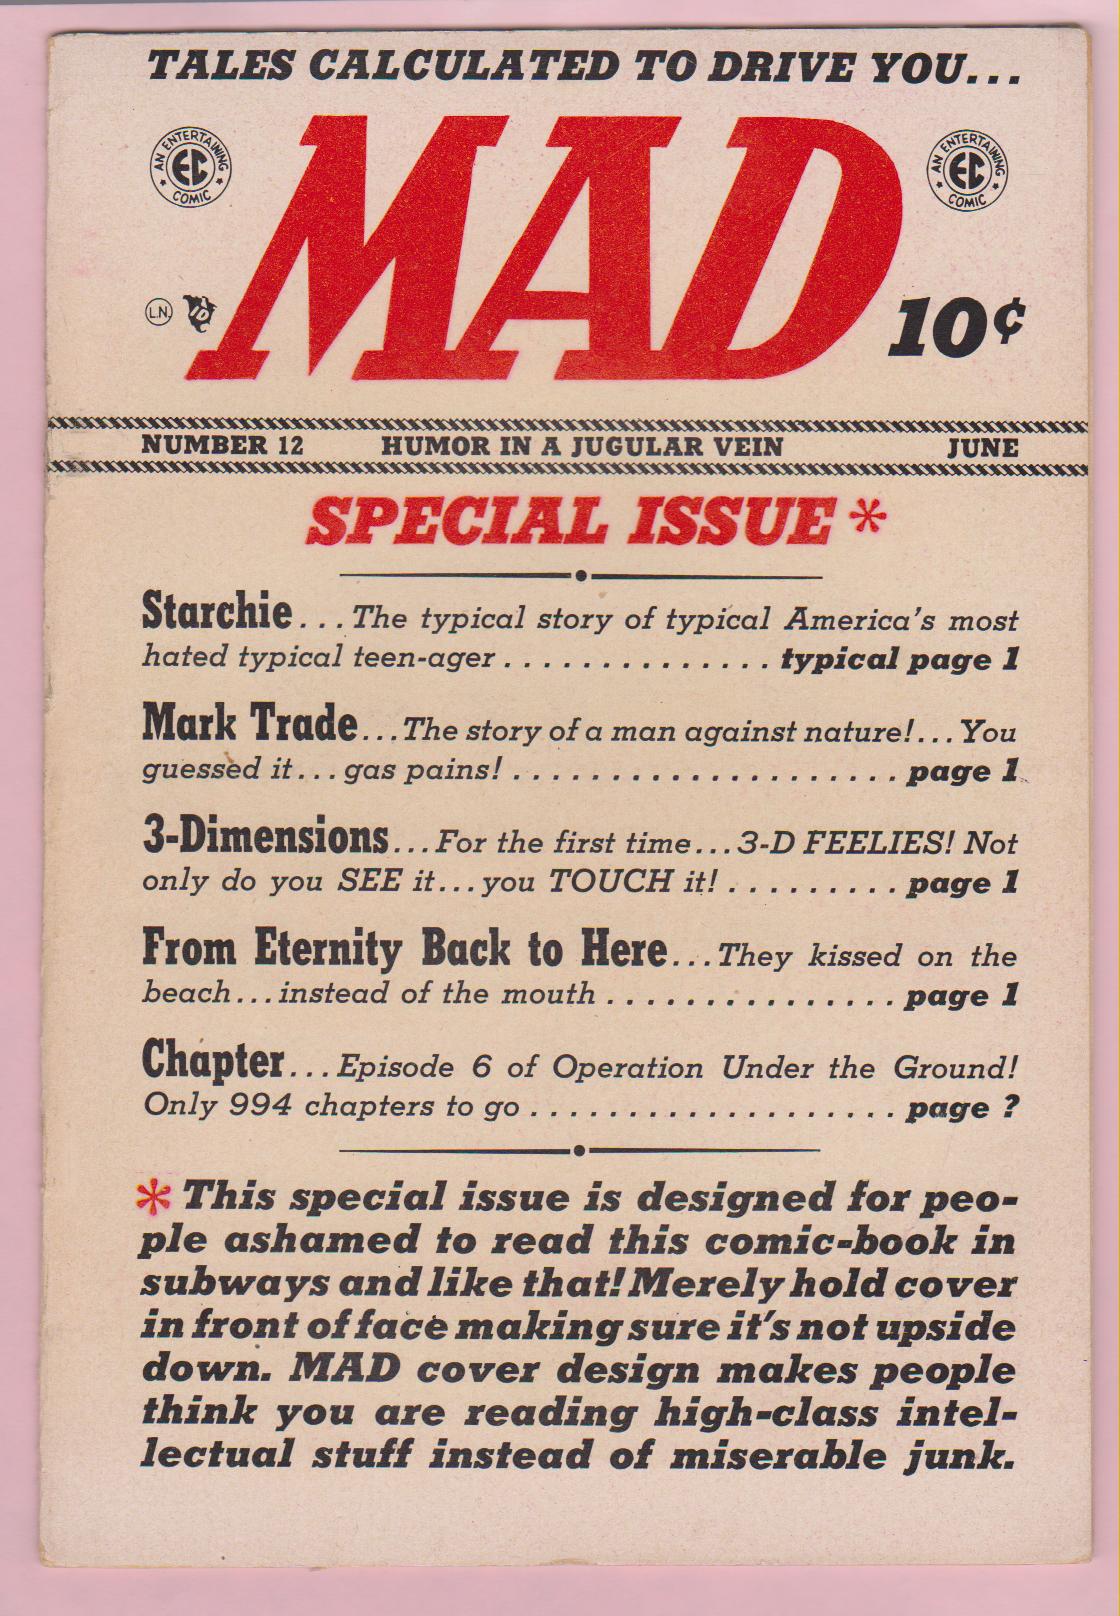 TALES CALCULATED TO DRIVE YOU...
MAD
AN ENTERTAINING
EC
COMIC
AN ENTERTAINING
EC
COMIC
L.N.
10
10¢
NUMBER 12 HUMOR IN A JUGULAR VEIN JUNE
SPECIAL ISSUE *
Starchie...The typical story of typical America's most
hated typical teen-ager.............. typical page 1
Mark Trade...The story of a man against nature!...You
guessed it...gas pains!.................... page 1
3-Dimensions...For the first time...3-D FEELIES! Not
only do you SEE it...you TOUCH it!......... page 1
From Eternity Back to Here...They kissed on the
beach...instead of the mouth............... page 1
Chapter...Episode 6 of Operation Under the Ground!
Only 994 chapters to go................... page ?
* This special issue is designed for peo-
ple ashamed to read this comic-book in
subways and like that! Merely hold cover
in front of face making sure it's not upside
down. MAD cover design makes people
think you are reading high-class intel-
lectual stuff instead of miserable junk.